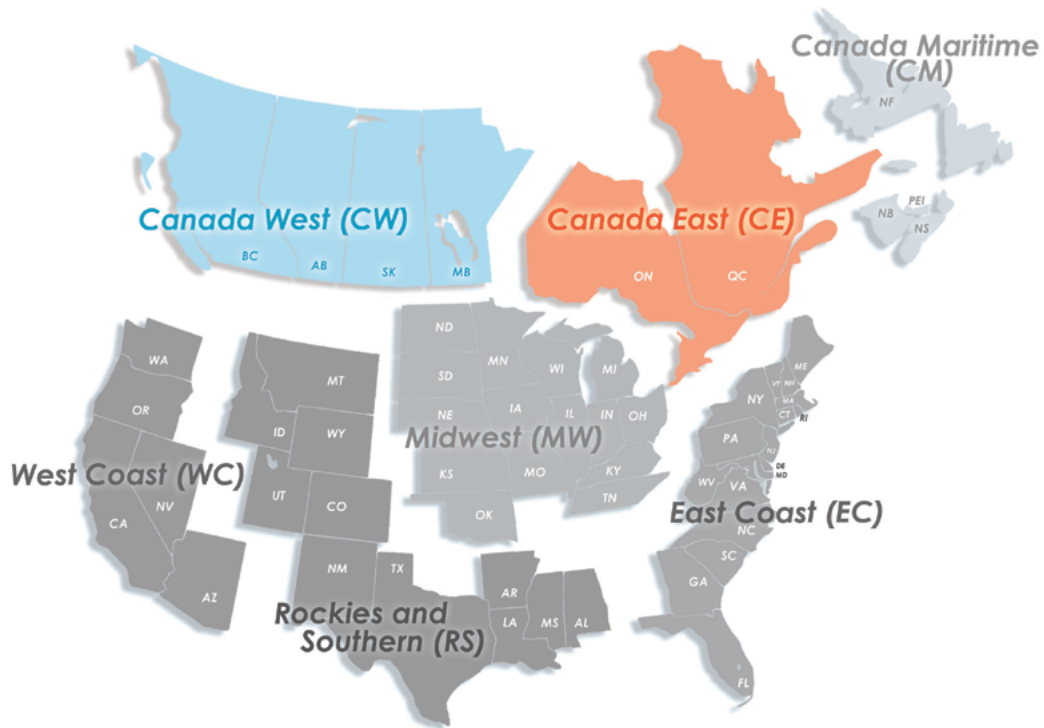 Canada Maritime
(CM)
NF
PEI
NB
NS
Canada West (CW)
BC
AB
SK
MB
Canada East (CE)
ON
QC
WA
OR
West Coast (WC)
NV
CA
AZ
MT
ID
WY
UT
CO
NM
TX
Rockies and
Southern (RS)
AR
LA
MS
AL
ND
MN
SD
WI
MI
NE
IA
IL
IN
OH
Midwest (MW)
KS
MO
KY
TN
OK
ME
VT
NH
NY
MA
CT
RI
PA
NJ
DE
MD
WV
VA
East Coast (EC)
NC
SC
GA
FL